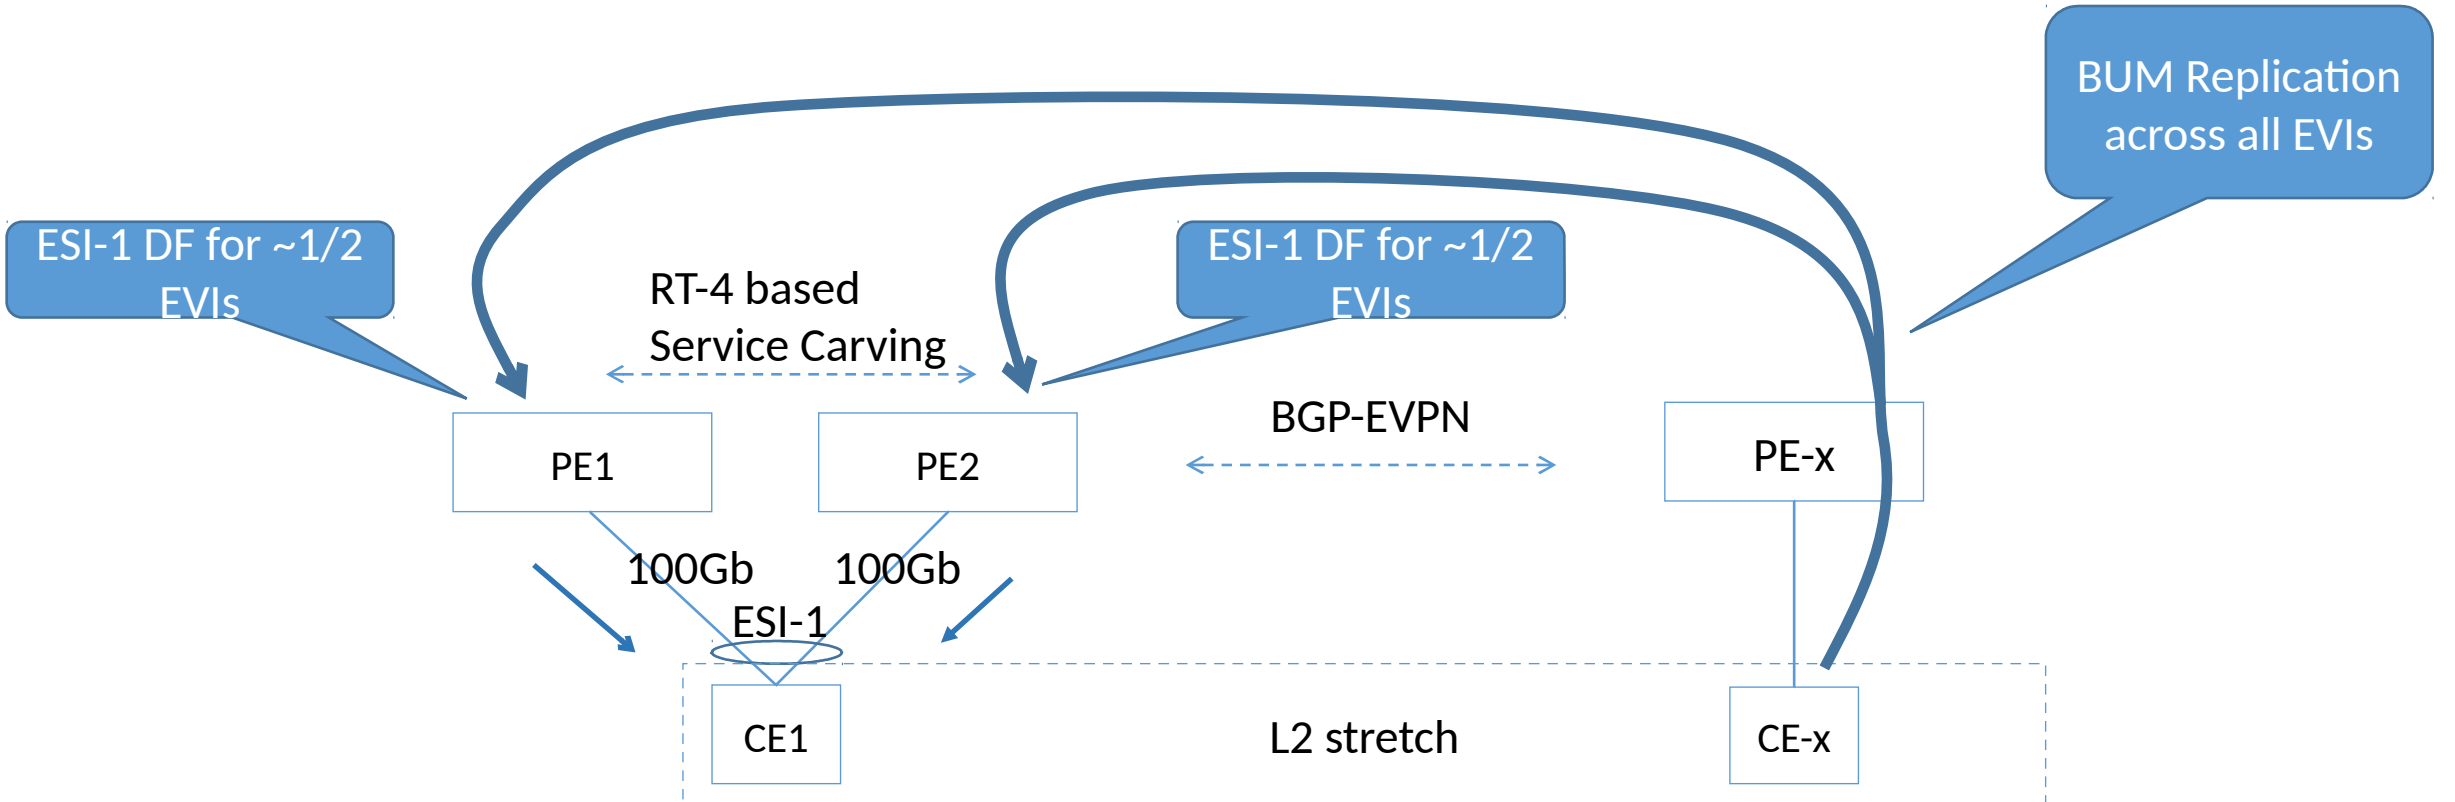 BUM Replication
across all EVIs
ESI-1 DF for ~1/2
EVIs
RT-4 based
Service Carving
ESI-1 DF for ~1/2
EVIs
BGP-EVPN
PE1
PE2
PE-x
100Gb
100Gb
ESI-1
CE1
L2 stretch
CE-x